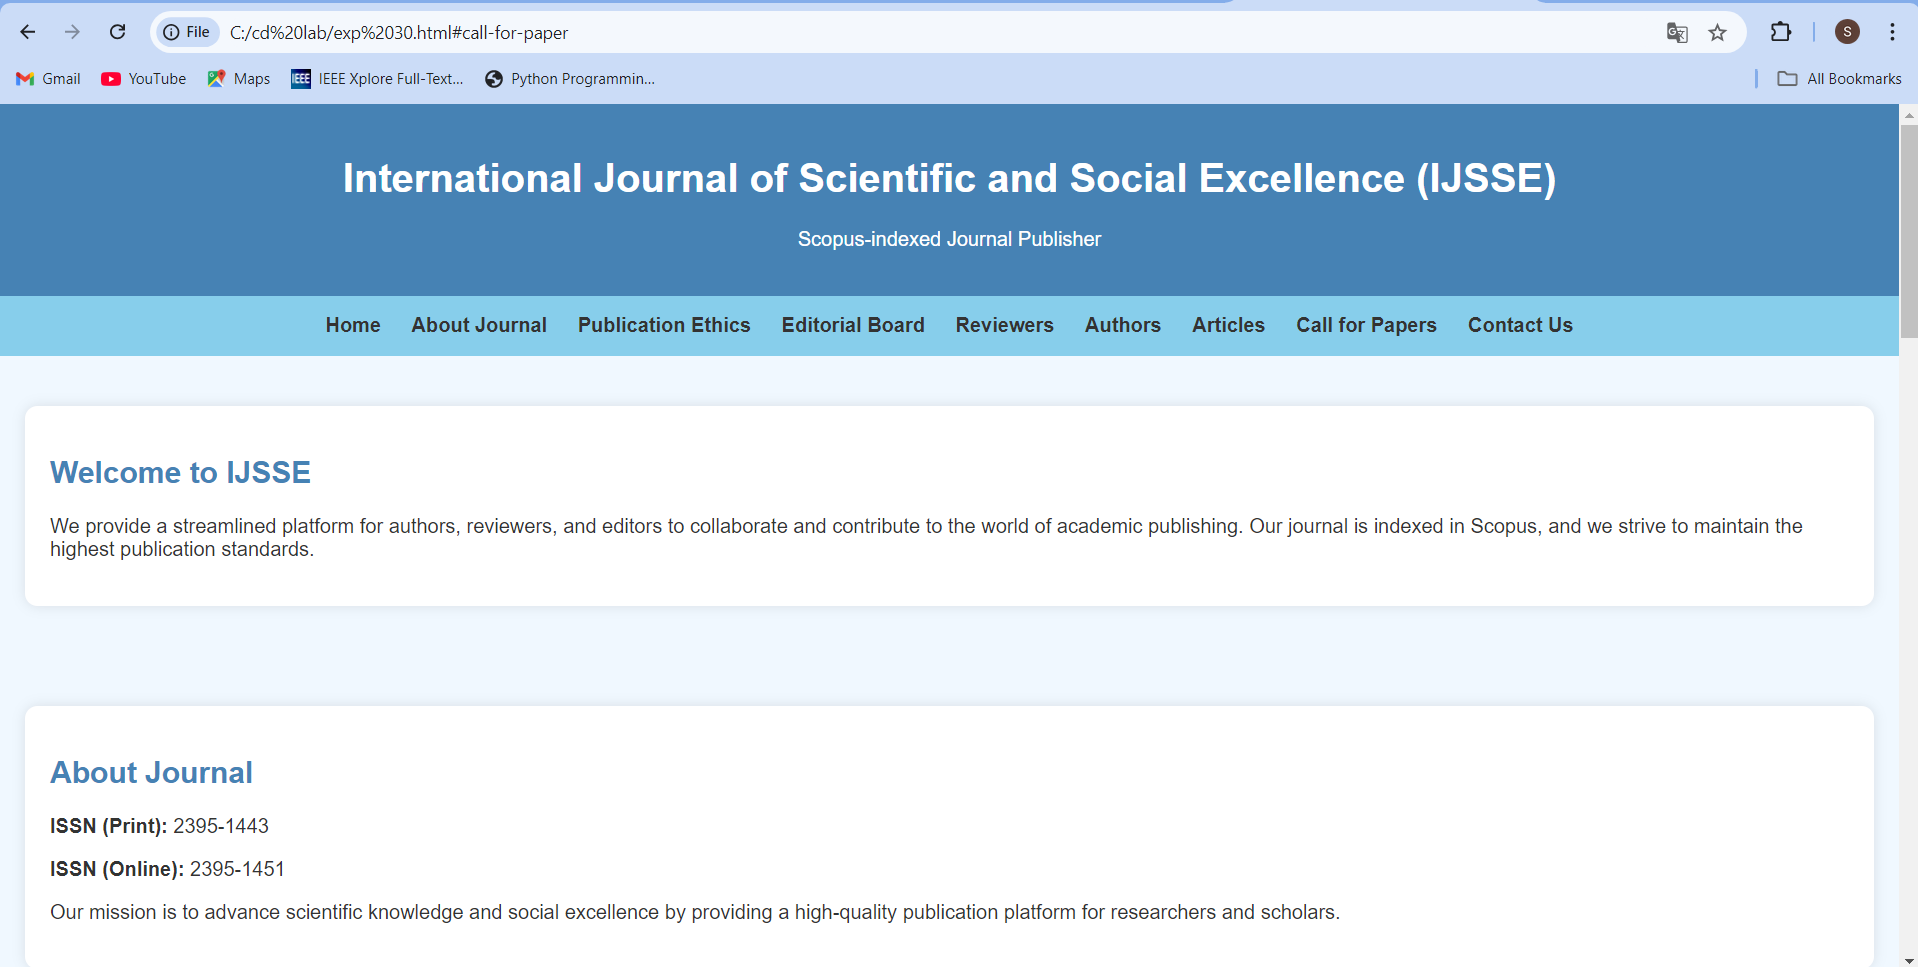 File C:/cd%20lab/exp%2030.html#call-for-paper S
Gmail YouTube Maps IEEE IEEE Xplore Full-Text... Python Programmin... All Bookmarks
International Journal of Scientific and Social Excellence (IJSSE)
Scopus-indexed Journal Publisher
Home About Journal Publication Ethics Editorial Board Reviewers Authors Articles Call for Papers Contact Us
Welcome to IJSSE
We provide a streamlined platform for authors, reviewers, and editors to collaborate and contribute to the world of academic publishing. Our journal is indexed in Scopus, and we strive to maintain the
highest publication standards.
About Journal
ISSN (Print): 2395-1443
ISSN (Online): 2395-1451
Our mission is to advance scientific knowledge and social excellence by providing a high-quality publication platform for researchers and scholars.